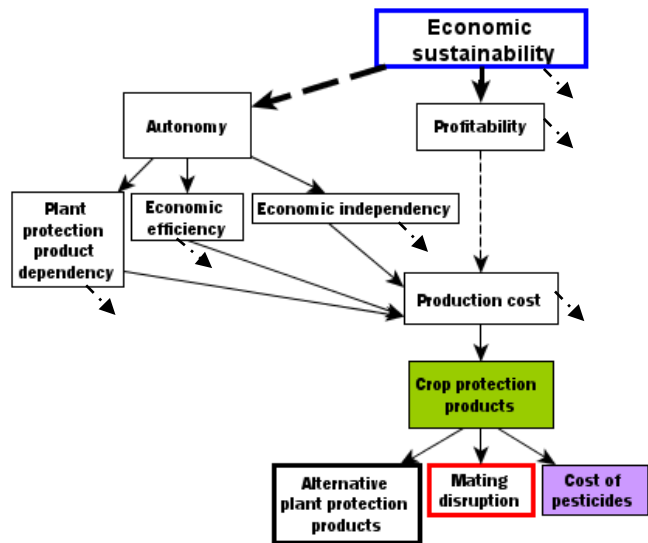 Economic
sustainability
Autonomy
Profitability
Plant
protection
product
dependency
Economic
efficiency
Economic independency
Production cost
Crop protection
products
Alternative
plant protection
products
Mating
disruption
Cost of
pesticides